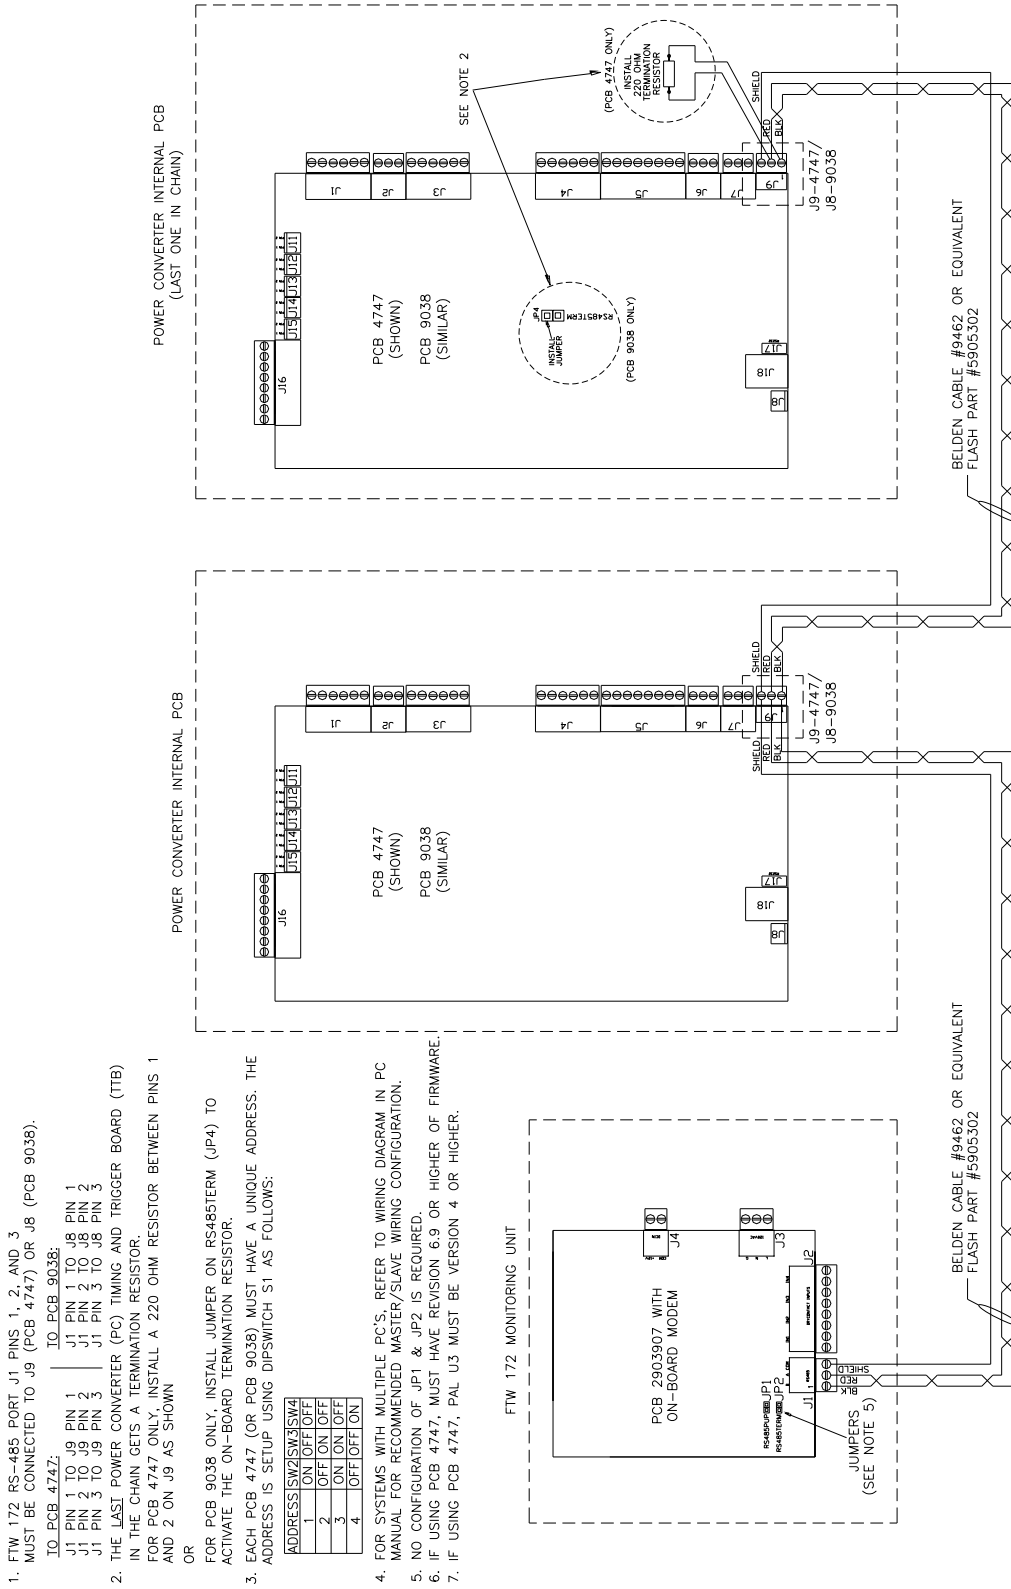 1. FTW 172 RS-485 PORT J1 PINS 1, 2, AND 3
MUST BE CONNECTED TO J9 (PCB 4747) OR J8 (PCB 9038).
TO PCB 4747:
J1 PIN 1 TO J9 PIN 1
J1 PIN 2 TO J9 PIN 2
J1 PIN 3 TO J9 PIN 3
TO PCB 9038:
J1 PIN 1 TO J8 PIN 1
J1 PIN 2 TO J8 PIN 2
J1 PIN 3 TO J8 PIN 3
2. THE LAST POWER CONVERTER (PC) TIMING AND TRIGGER BOARD (TTB)
IN THE CHAIN GETS A TERMINATION RESISTOR.
FOR PCB 4747 ONLY, INSTALL A 220 OHM RESISTOR BETWEEN PINS 1
AND 2 ON J9 AS SHOWN
OR
FOR PCB 9038 ONLY, INSTALL JUMPER ON RS485TERM (JP4) TO
ACTIVATE THE ON-BOARD TERMINATION RESISTOR.
3. EACH PCB 4747 (OR PCB 9038) MUST HAVE A UNIQUE ADDRESS. THE
ADDRESS IS SETUP USING DIPSWITCH S1 AS FOLLOWS:
ADDRESS SW2 SW3 SW4
1 ON OFF OFF
2 OFF ON OFF
3 ON ON OFF
4 OFF OFF ON
4. FOR SYSTEMS WITH MULTIPLE PC'S, REFER TO WIRING DIAGRAM IN PC
MANUAL FOR RECOMMENDED MASTER/SLAVE WIRING CONFIGURATION.
5. NO CONFIGURATION OF JP1 & JP2 IS REQUIRED.
6. IF USING PCB 4747, MUST HAVE REVISION 6.9 OR HIGHER OF FIRMWARE.
7. IF USING PCB 4747, PAL U3 MUST BE VERSION 4 OR HIGHER.
FTW 172 MONITORING UNIT
PCB 2903907 WITH
ON-BOARD MODEM
J4
J3
J2
J1
1
RS485
B A COM
RS485PUP JP1
RS485TERM JP2
JUMPERS
(SEE NOTE 5)
BLK
RED
SHIELD
BELDEN CABLE #9462 OR EQUIVALENT
FLASH PART #5905302
POWER CONVERTER INTERNAL PCB
J16
J15 J14 J13 J12 J11
J1
J2
J3
PCB 4747
(SHOWN)
PCB 9038
(SIMILAR)
J4
J5
J6
J7
J9
1
J8
J18
J17
SHIELD
RED
BLK
SHIELD
RED
BLK
J9-4747/
J8-9038
BELDEN CABLE #9462 OR EQUIVALENT
FLASH PART #5905302
POWER CONVERTER INTERNAL PCB
(LAST ONE IN CHAIN)
J16
J15 J14 J13 J12 J11
J1
J2
J3
PCB 4747
(SHOWN)
PCB 9038
(SIMILAR)
SEE NOTE 2
JP4
RS485TERM
INSTALL
JUMPER
(PCB 9038 ONLY)
(PCB 4747 ONLY)
INSTALL
220 OHM
TERMINATION
RESISTOR
J4
J5
J6
J7
J9
1
J8
J18
J17
SHIELD
RED
BLK
J9-4747/
J8-9038